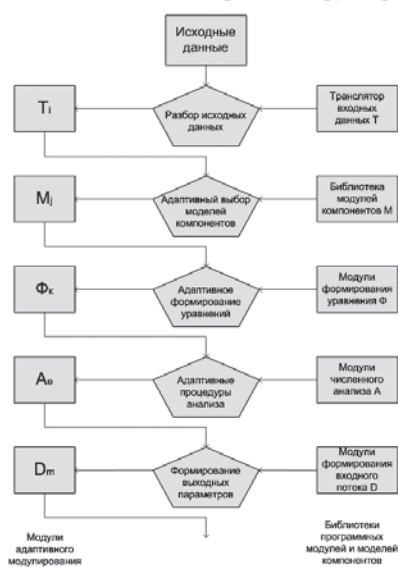 Исходные
данные
Ti
Разбор исходных
данных
Транслятор
входных
данных Т
Mj
Адаптивный выбор
моделей
компонентов
Библиотека
модулей
компонентов М
Фк
Адаптивное
формирование
уравнений
Модули
формирования
уравнения Ф
Ae
Адаптивные
процедуры
анализа
Модули
численного
анализа А
Dm
Формирование
выходных
параметров
Модули
формирования
входного
потока D
Модули
адаптивного
модулирования
Библиотеки
программных
модулей и моделей
компонентов